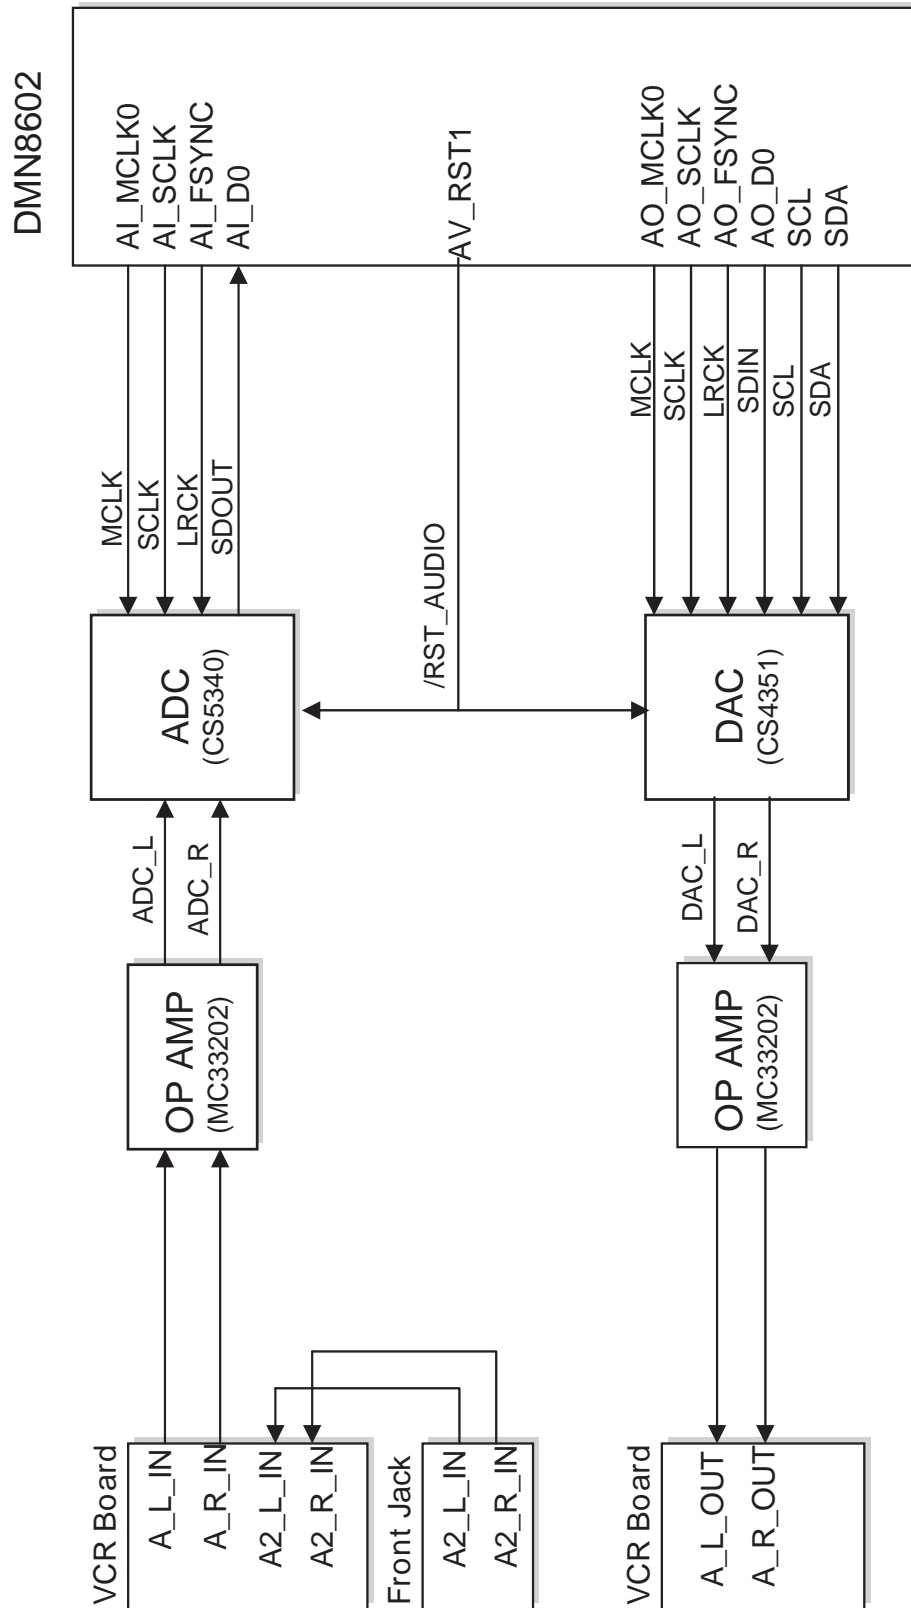 DMN8602
AI_MCLK0
AI_SCLK
AI_FSYNC
AI_D0
AV_RST1
AO_MCLK0
AO_SCLK
AO_FSYNC
AO_D0
SCL
SDA
MCLK
SCLK
LRCK
SDOUT
/RST_AUDIO
MCLK
SCLK
LRCK
SDIN
SCL
SDA
ADC
(CS5340)
DAC
(CS4351)
ADC_L
ADC_R
DAC_L
DAC_R
OP AMP
(MC33202)
OP AMP
(MC33202)
VCR Board
A_L_IN
A_R_IN
A2_L_IN
A2_R_IN
Front Jack
A2_L_IN
A2_R_IN
VCR Board
A_L_OUT
A_R_OUT